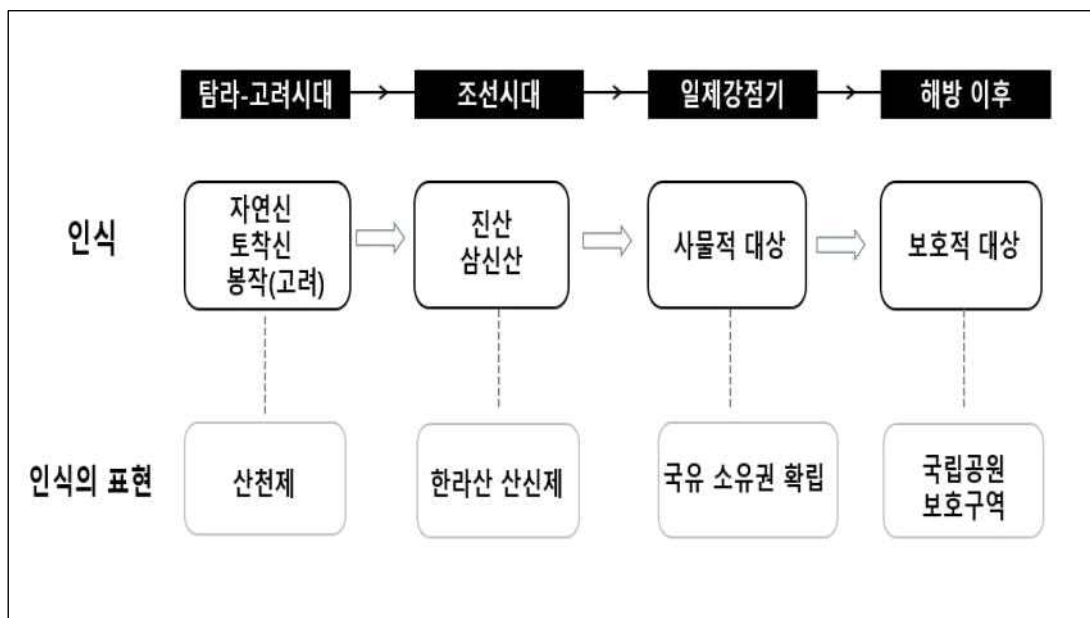 탐라-고려시대
조선시대
일제강점기
해방 이후
인식
자연신
토착신
봉작(고려)
진산
삼신산
사물적 대상
보호적 대상
인식의 표현
산천제
한라산 산신제
국유 소유권 확립
국립공원
보호구역